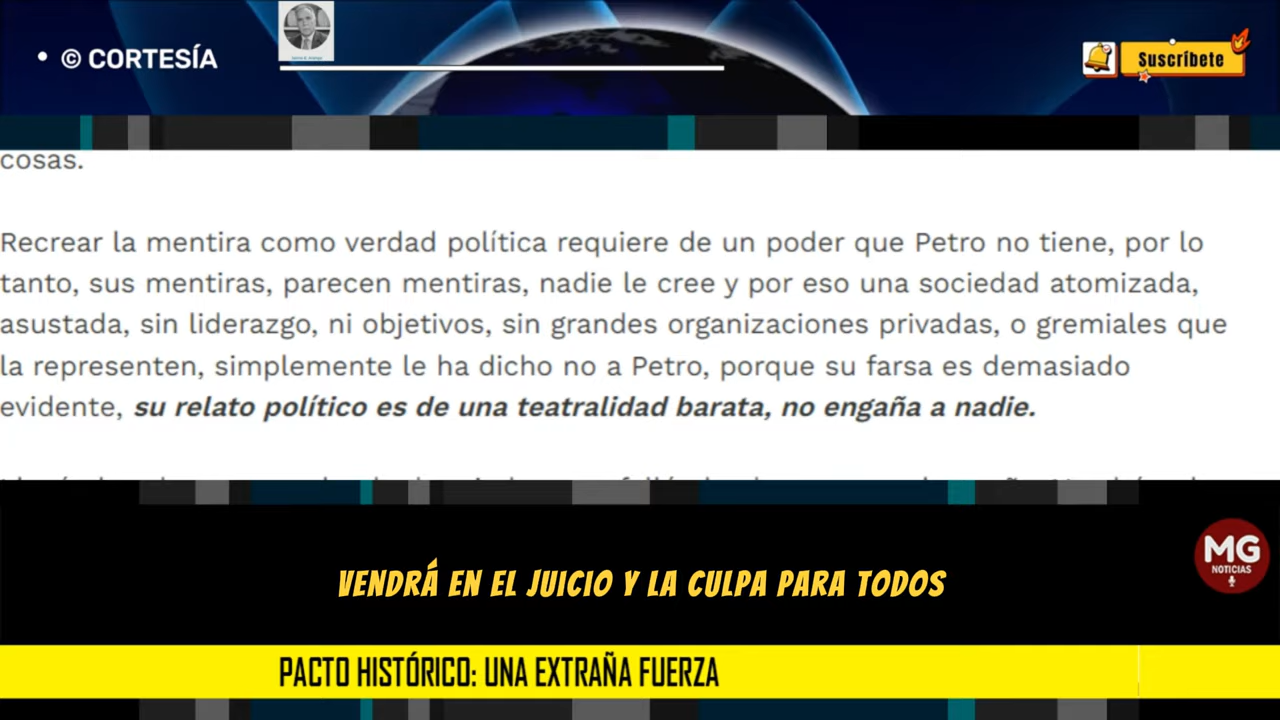 • © CORTESÍA
Suscríbete
cosas.
Recrear la mentira como verdad política requiere de un poder que Petro no tiene, por lo
tanto, sus mentiras, parecen mentiras, nadie le cree y por eso una sociedad atomizada,
asustada, sin liderazgo, ni objetivos, sin grandes organizaciones privadas, o gremiales que
la representen, simplemente le ha dicho no a Petro, porque su farsa es demasiado
evidente, su relato político es de una teatralidad barata, no engaña a nadie.
MG
NOTICIAS
VENDRÁ EN EL JUICIO Y LA CULPA PARA TODOS
PACTO HISTÓRICO: UNA EXTRAÑA FUERZA